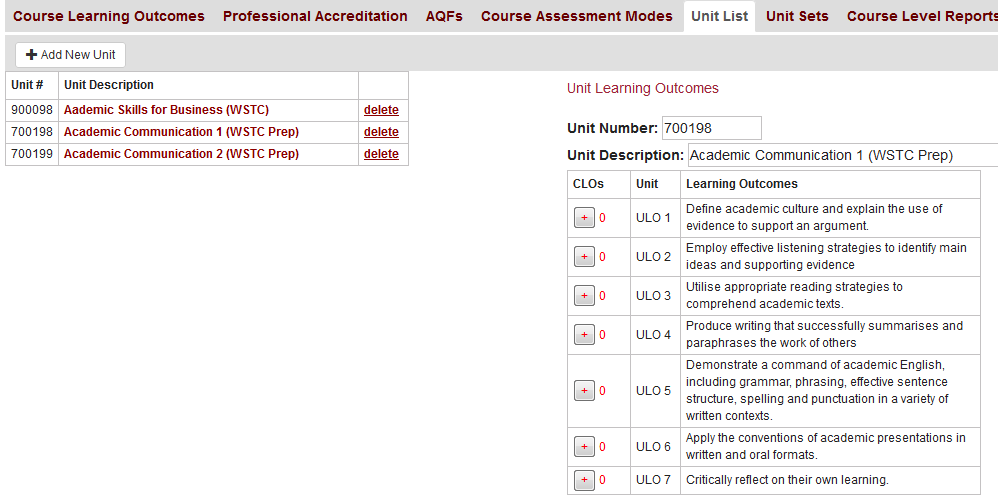 Course Learning Outcomes Professional Accreditation AQFs Course Assessment Modes Unit List Unit Sets Course Level Reports
+ Add New Unit
Unit # Unit Description
900098 Aademic Skills for Business (WSTC) delete
700198 Academic Communication 1 (WSTC Prep) delete
700199 Academic Communication 2 (WSTC Prep) delete
Unit Learning Outcomes
Unit Number: 700198
Unit Description: Academic Communication 1 (WSTC Prep)
CLOs Unit Learning Outcomes
+ 0 ULO 1 Define academic culture and explain the use of
evidence to support an argument.
+ 0 ULO 2 Employ effective listening strategies to identify main
ideas and supporting evidence
+ 0 ULO 3 Utilise appropriate reading strategies to
comprehend academic texts.
+ 0 ULO 4 Produce writing that successfully summarises and
paraphrases the work of others
+ 0 ULO 5 Demonstrate a command of academic English,
including grammar, phrasing, effective sentence
structure, spelling and punctuation in a variety of
written contexts.
+ 0 ULO 6 Apply the conventions of academic presentations in
written and oral formats.
+ 0 ULO 7 Critically reflect on their own learning.